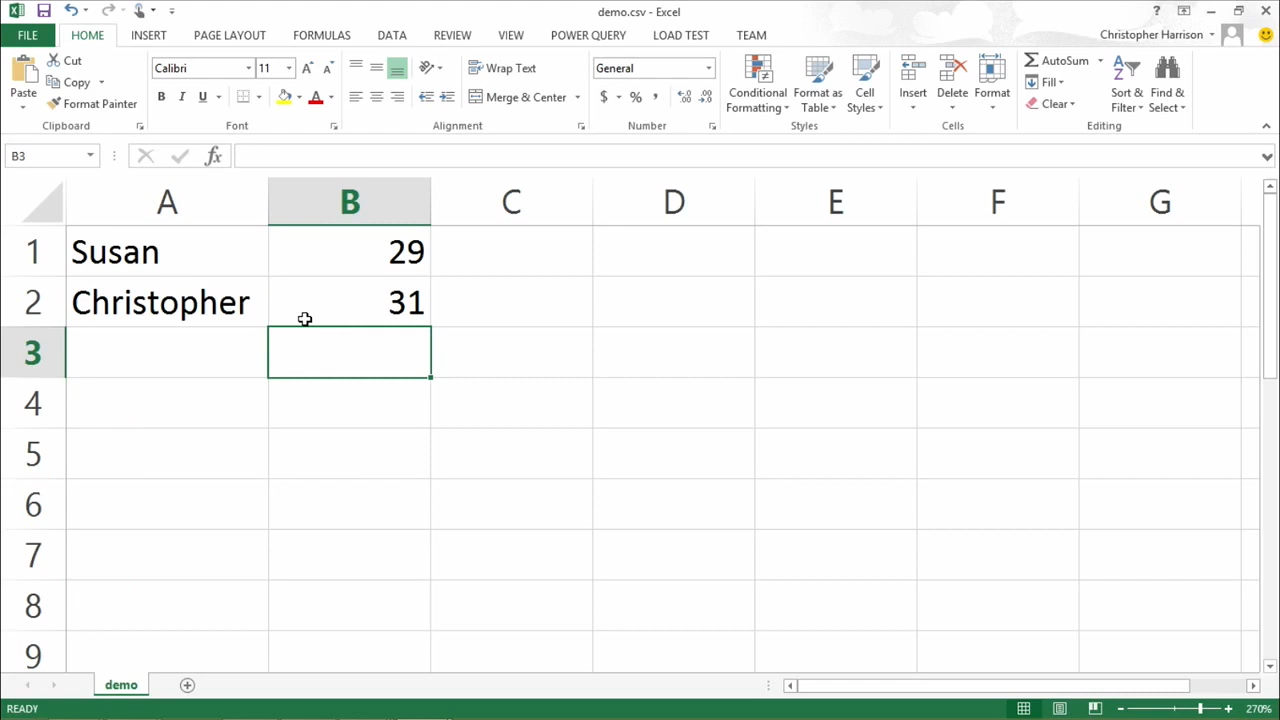 demo.csv - Excel
?
FILE HOME INSERT PAGE LAYOUT FORMULAS DATA REVIEW VIEW POWER QUERY LOAD TEST TEAM Christopher Harrison
Paste
Cut
Copy
Format Painter
Clipboard
Calibri 11
B I U
Font
Wrap Text
Merge & Center
Alignment
General
$ % ,
Number
Conditional Formatting
Format as Table
Cell Styles
Styles
Insert
Delete
Format
Cells
AutoSum
Fill
Clear
Sort & Filter
Find & Select
Editing
B3 fx
A B C D E F G
1 Susan 29
2 Christopher 31
3
4
5
6
7
8
9
demo
READY 270%